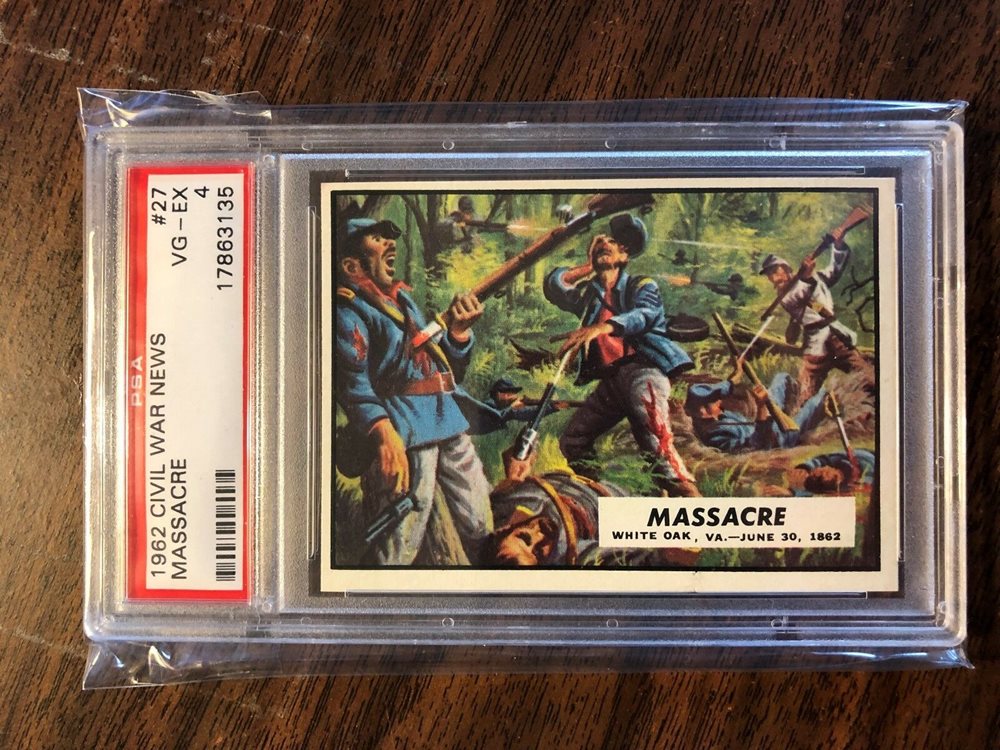 1962 CIVIL WAR NEWS #27
MASSACRE VG-EX
4
17863135
PSA
MASSACRE
WHITE OAK, VA.—JUNE 30, 1862